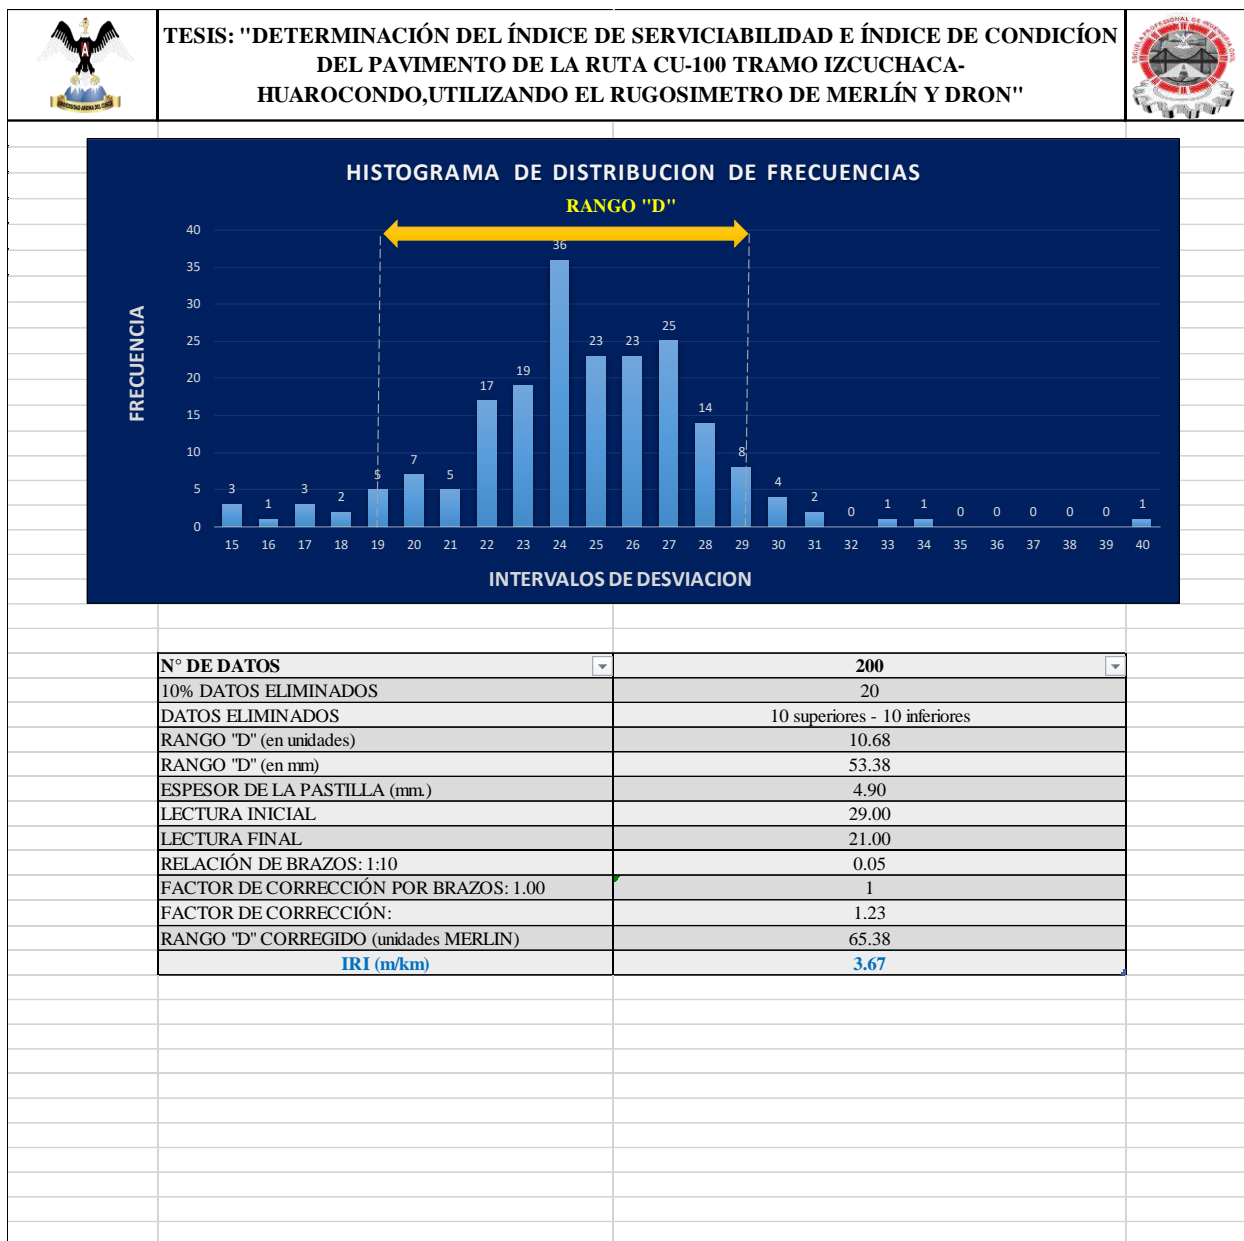 TESIS: "DETERMINACIÓN DEL ÍNDICE DE SERVICIABILIDAD E ÍNDICE DE CONDICÍON
DEL PAVIMENTO DE LA RUTA CU-100 TRAMO IZCUCHACA-
HUAROCONDO,UTILIZANDO EL RUGOSIMETRO DE MERLÍN Y DRON"
HISTOGRAMA DE DISTRIBUCION DE FRECUENCIAS
RANGO "D"
FRECUENCIA
40
35
30
25
20
15
10
5
0
3 1 3 2 5 7 5 17 19 36 23 23 25 14 8 4 2 0 1 1 0 0 0 0 0 1
15 16 17 18 19 20 21 22 23 24 25 26 27 28 29 30 31 32 33 34 35 36 37 38 39 40
INTERVALOS DE DESVIACION
N° DE DATOS 200
10% DATOS ELIMINADOS 20
DATOS ELIMINADOS 10 superiores - 10 inferiores
RANGO "D" (en unidades) 10.68
RANGO "D" (en mm) 53.38
ESPESOR DE LA PASTILLA (mm.) 4.90
LECTURA INICIAL 29.00
LECTURA FINAL 21.00
RELACIÓN DE BRAZOS: 1:10 0.05
FACTOR DE CORRECCIÓN POR BRAZOS: 1.00 1
FACTOR DE CORRECCIÓN: 1.23
RANGO "D" CORREGIDO (unidades MERLIN) 65.38
IRI (m/km) 3.67